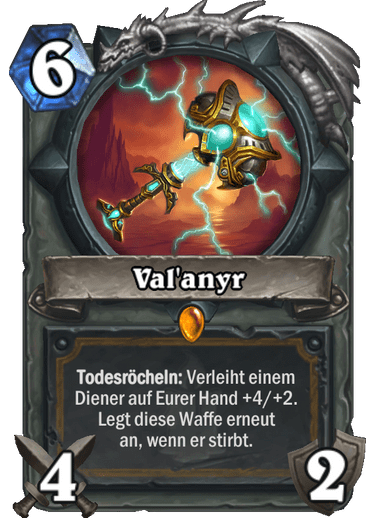 6
Val'anyr
Todesröcheln: Verleiht einem
Diener auf Eurer Hand +4/+2.
Legt diese Waffe erneut
an, wenn er stirbt.
4
2